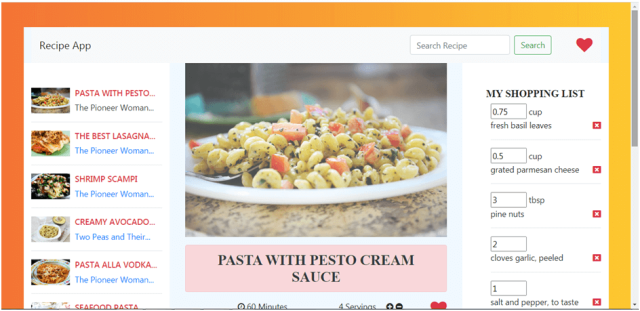 Recipe App
Search Recipe
Search
PASTA WITH PESTO...
The Pioneer Woman...
THE BEST LASAGNA...
The Pioneer Woman...
SHRIMP SCAMPI
The Pioneer Woman...
CREAMY AVOCADO...
Two Peas and Their...
PASTA ALLA VODKA...
The Pioneer Woman...
SEAFOOD PASTA
PASTA WITH PESTO CREAM
SAUCE
60 Minutes
4 Servings
MY SHOPPING LIST
0.75 cup
fresh basil leaves
0.5 cup
grated parmesan cheese
3 tbsp
pine nuts
2
cloves garlic, peeled
1
salt and pepper, to taste